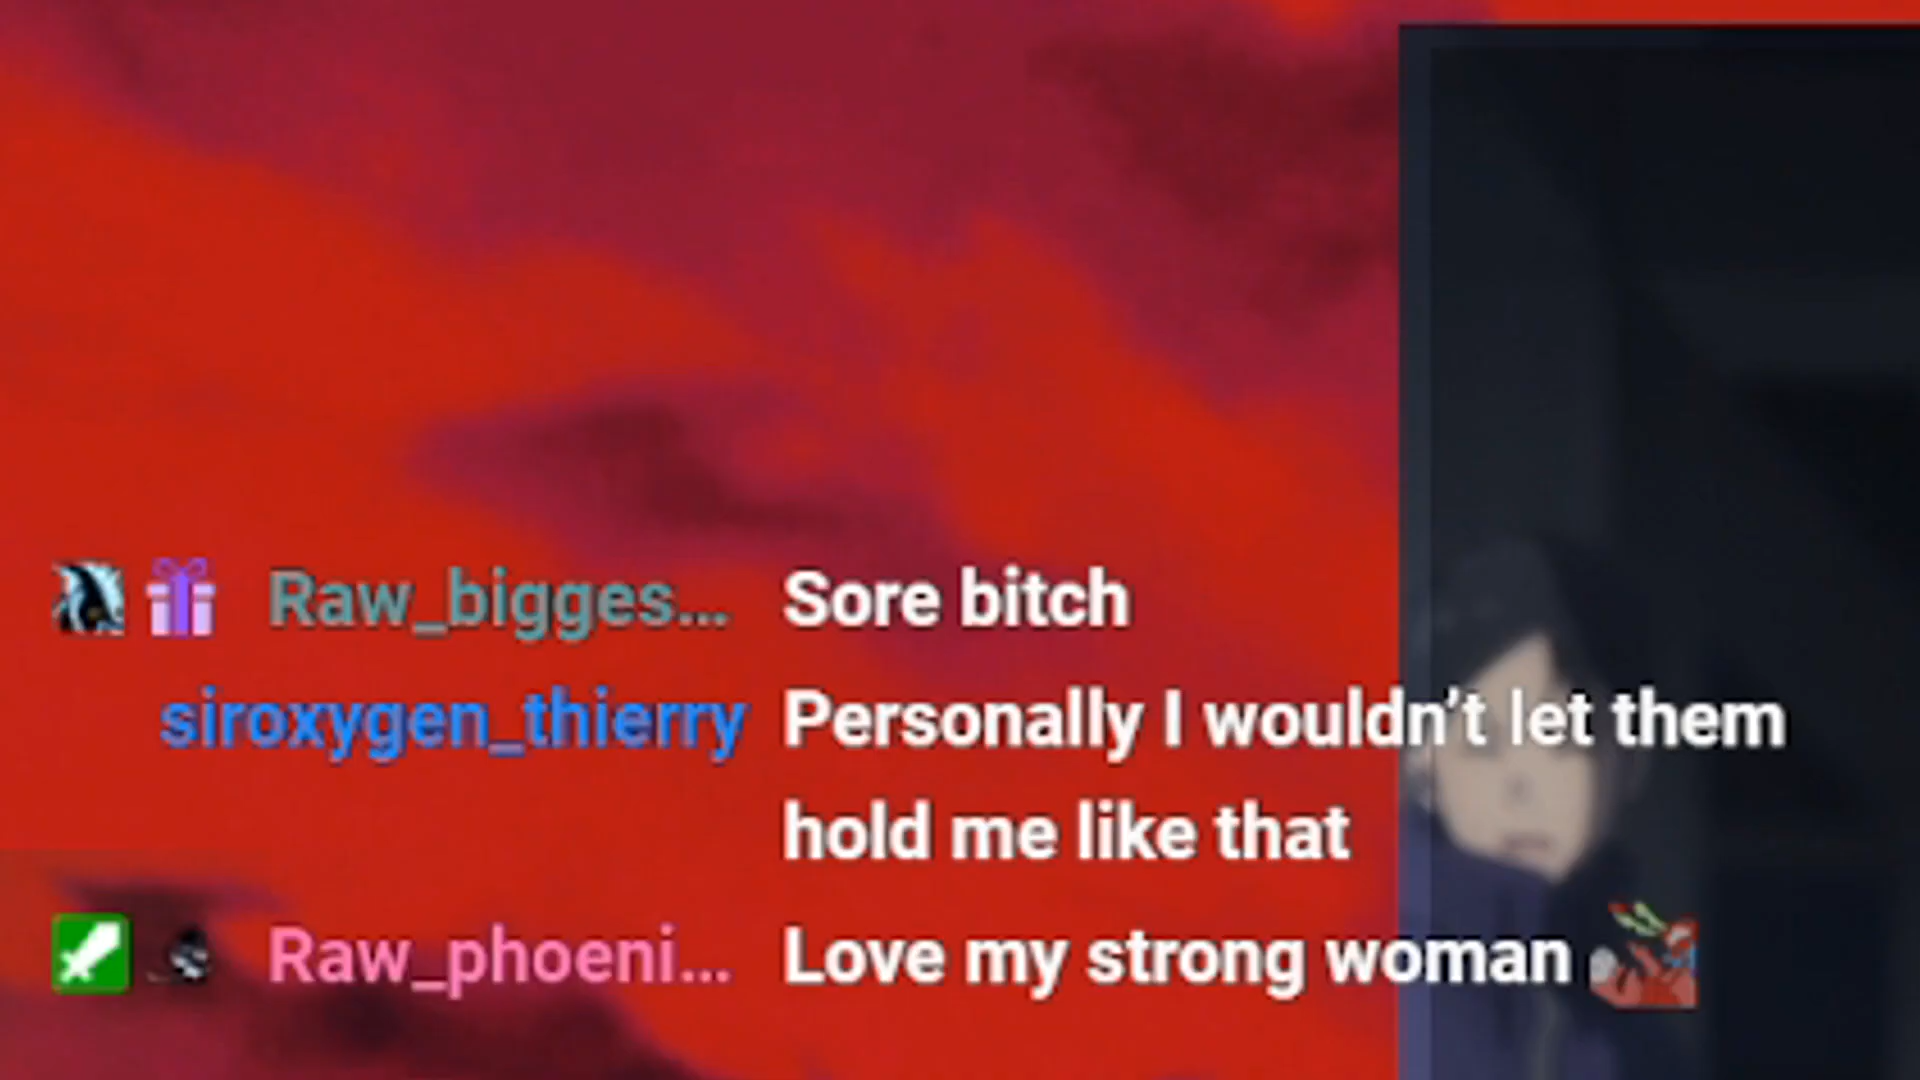 Raw_bigges... Sore bitch
siroxygen_thierry Personally I wouldn’t let them
hold me like that
Raw_phoeni... Love my strong woman